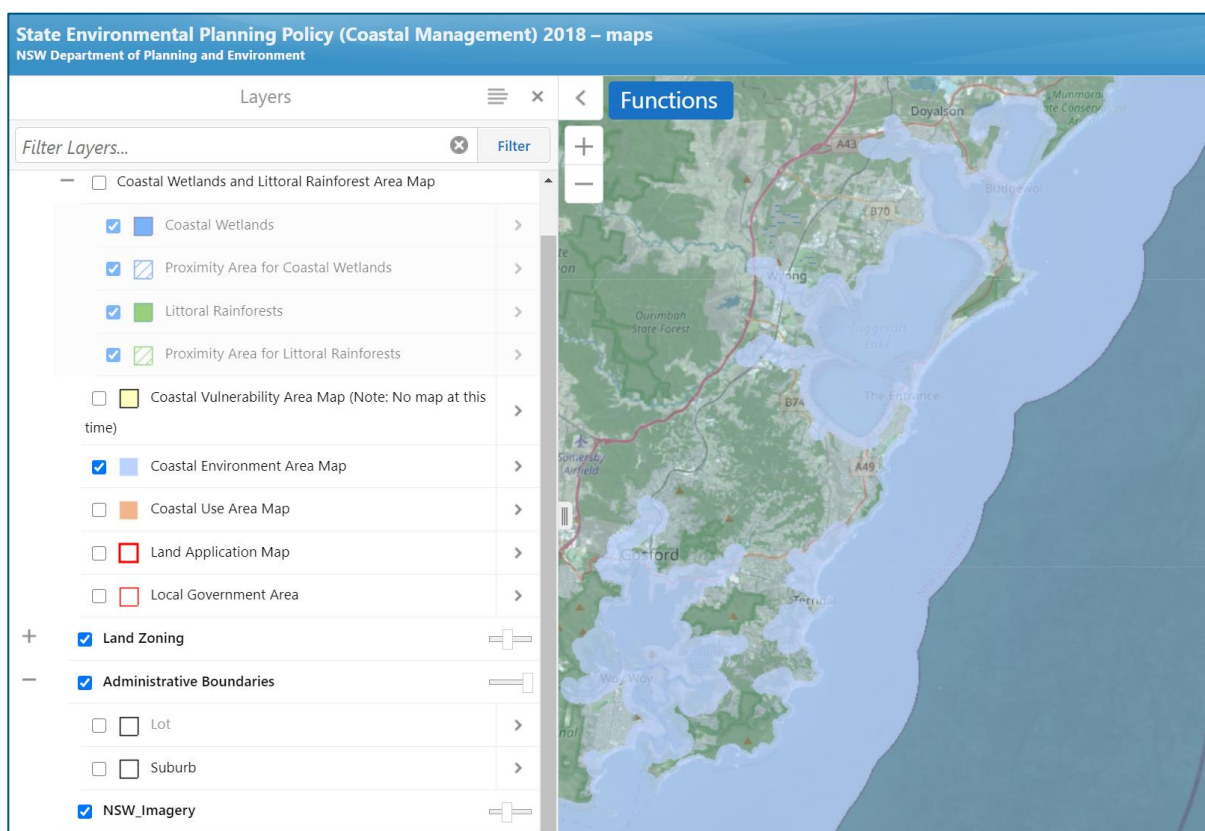 State Environmental Planning Policy (Coastal Management) 2018 – maps
NSW Department of Planning and Environment
Layers
Filter Layers...
Filter
Coastal Wetlands and Littoral Rainforest Area Map
Coastal Wetlands
Proximity Area for Coastal Wetlands
Littoral Rainforests
Proximity Area for Littoral Rainforests
Coastal Vulnerability Area Map (Note: No map at this
time)
Coastal Environment Area Map
Coastal Use Area Map
Land Application Map
Local Government Area
Land Zoning
Administrative Boundaries
Lot
Suburb
NSW_Imagery
Functions
Doyalson
Munmorah
State Conservation
A43
Budgewoi
B70
Wyong
Ourimbah
State Forest
Tuggerah
Lake
The Entrance
B74
Somersby
Airfield
A49
Gosford
Terrigal
Woy Woy